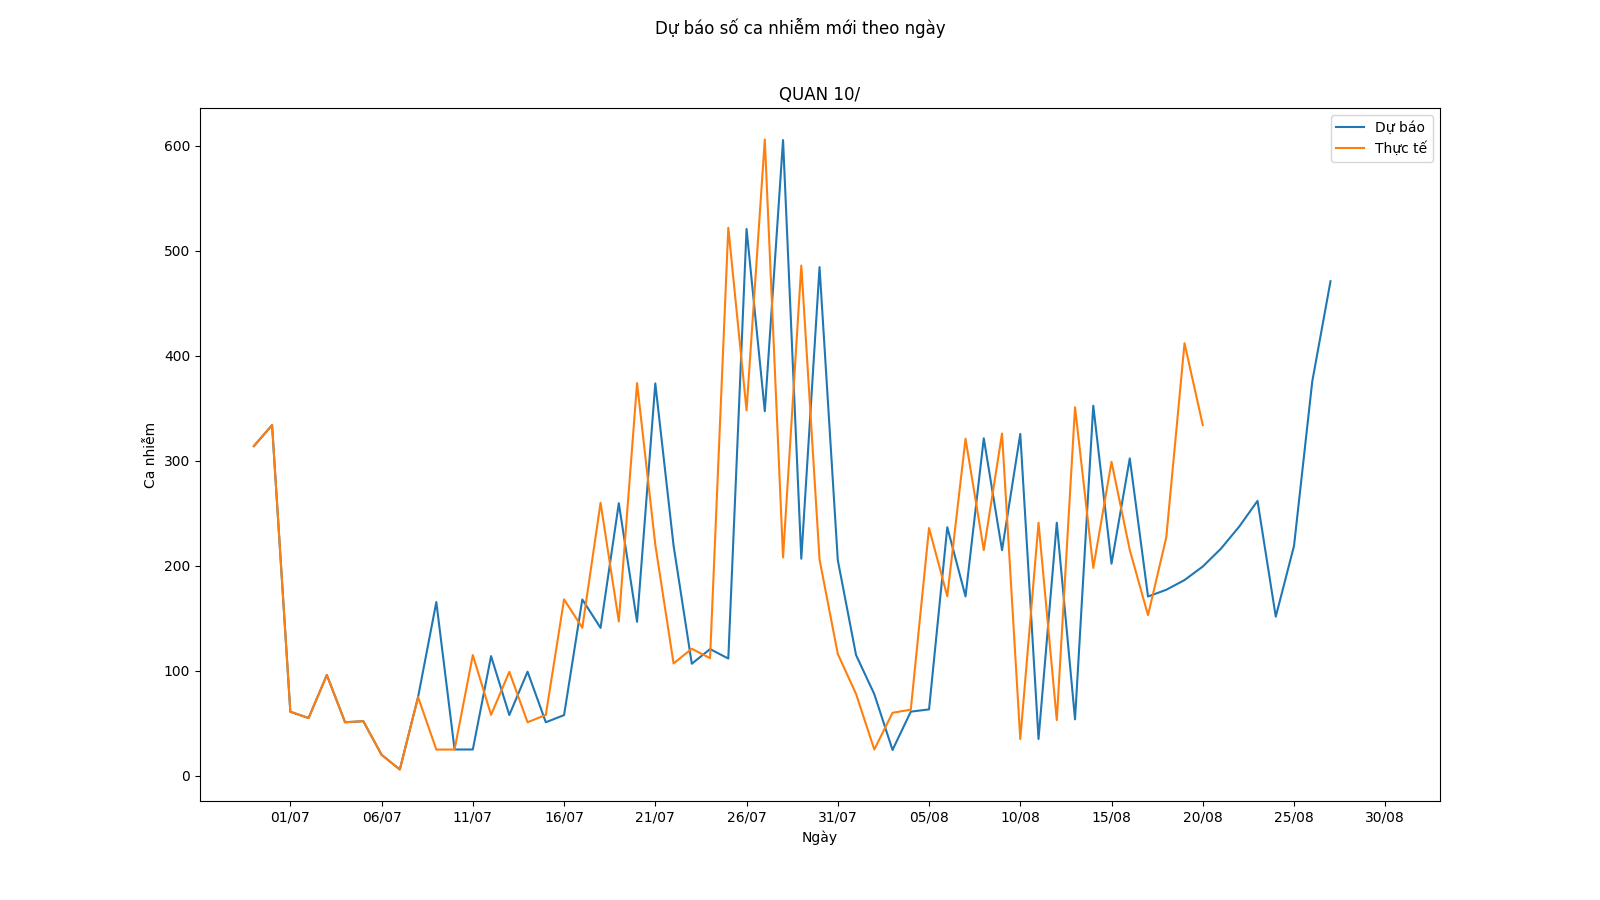 Dự báo số ca nhiễm mới theo ngày
QUAN 10/
Dự báo
Thực tế
600
500
400
300
200
100
0
Ca nhiễm
01/07 06/07 11/07 16/07 21/07 26/07 31/07 05/08 10/08 15/08 20/08 25/08 30/08
Ngày